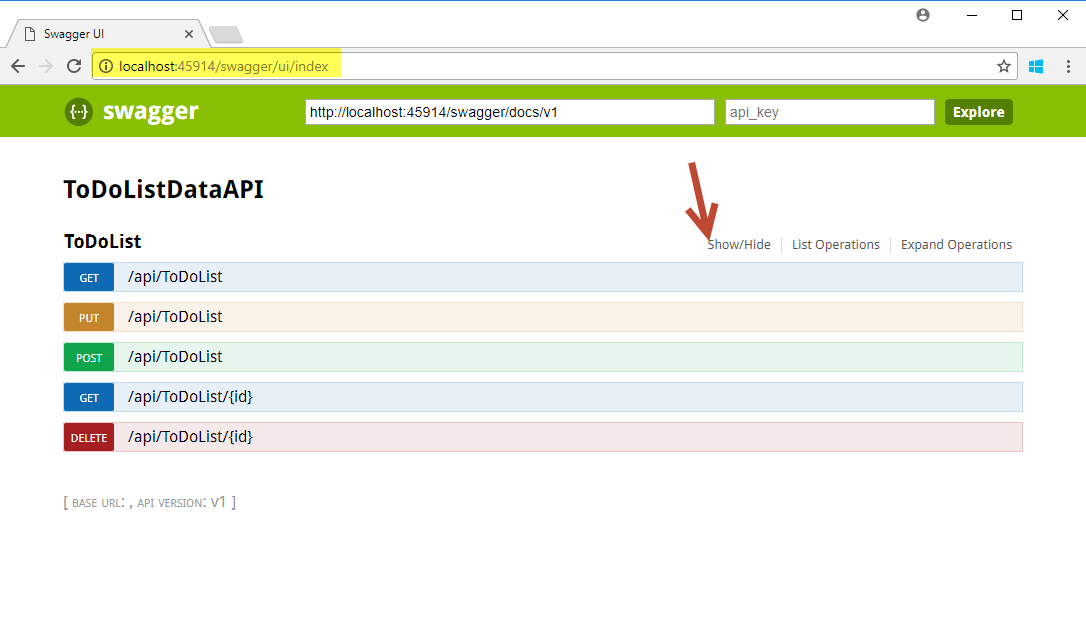 Swagger UI
localhost:45914/swagger/ui/index
{··} swagger http://localhost:45914/swagger/docs/v1 api_key Explore
ToDoListDataAPI
ToDoList Show/Hide List Operations Expand Operations
GET /api/ToDoList
PUT /api/ToDoList
POST /api/ToDoList
GET /api/ToDoList/{id}
DELETE /api/ToDoList/{id}
[ BASE URL: , API VERSION: V1 ]